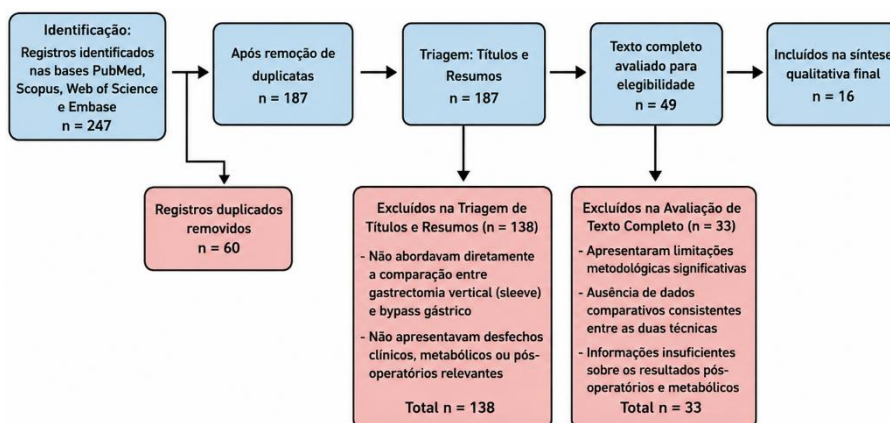 Identificação:
Registros identificados
nas bases PubMed,
Scopus, Web of Science
e Embase
n = 247
Após remoção de
duplicatas
n = 187
Triagem: Títulos e
Resumos
n = 187
Texto completo
avaliado para
elegibilidade
n = 49
Incluídos na síntese
qualitativa final
n = 16
Registros duplicados
removidos
n = 60
Excluídos na Triagem de
Títulos e Resumos (n = 138)
- Não abordavam diretamente
a comparação entre
gastrectomia vertical (sleeve)
e bypass gástrico
- Não apresentavam desfechos
clínicos, metabólicos ou pós-
operatórios relevantes
Total n = 138
Excluídos na Avaliação de
Texto Completo (n = 33)
- Apresentaram limitações
metodológicas significativas
- Ausência de dados
comparativos consistentes
entre as duas técnicas
- Informações insuficientes
sobre os resultados pós-
operatórios e metabólicos
Total n = 33